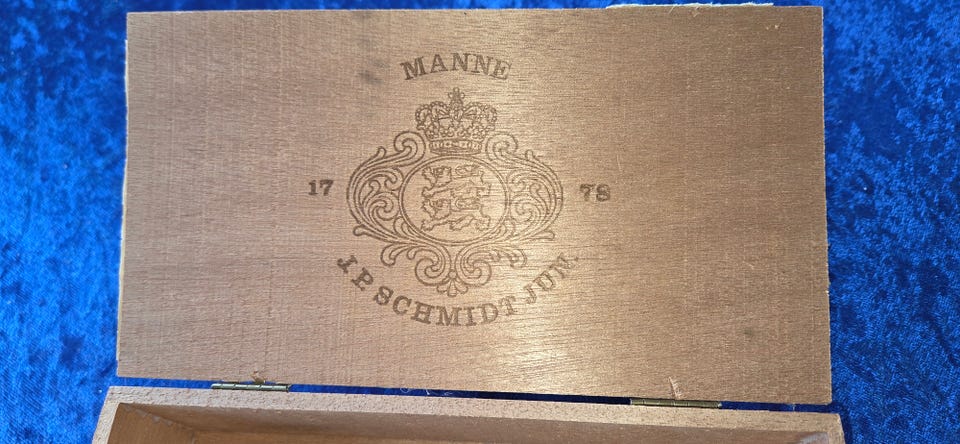 MANNE
17 78
J.P. SCHMIDT JUN.